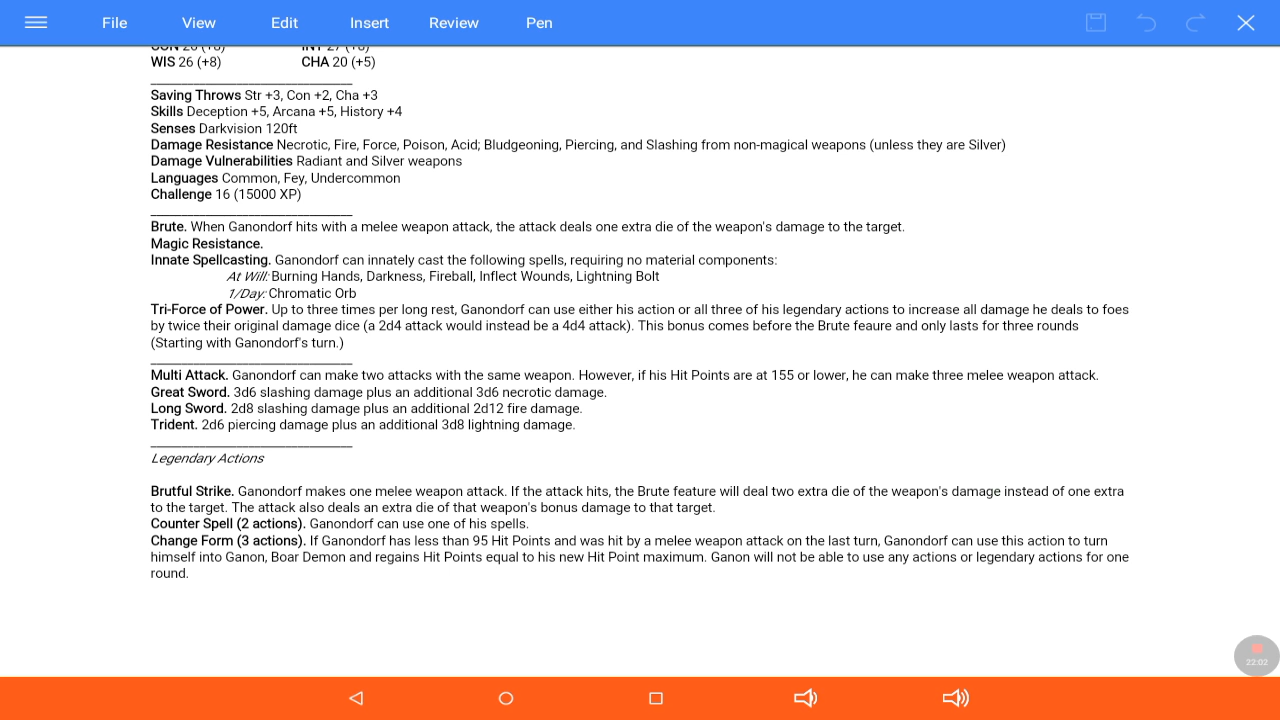 File View Edit Insert Review Pen
WIS 26 (+8) CHA 20 (+5)
Saving Throws Str +3, Con +2, Cha +3
Skills Deception +5, Arcana +5, History +4
Senses Darkvision 120ft
Damage Resistance Necrotic, Fire, Force, Poison, Acid; Bludgeoning, Piercing, and Slashing from non-magical weapons (unless they are Silver)
Damage Vulnerabilities Radiant and Silver weapons
Languages Common, Fey, Undercommon
Challenge 16 (15000 XP)
Brute. When Ganondorf hits with a melee weapon attack, the attack deals one extra die of the weapon's damage to the target.
Magic Resistance.
Innate Spellcasting. Ganondorf can innately cast the following spells, requiring no material components:
At Will: Burning Hands, Darkness, Fireball, Inflect Wounds, Lightning Bolt
1/Day: Chromatic Orb
Tri-Force of Power. Up to three times per long rest, Ganondorf can use either his action or all three of his legendary actions to increase all damage he deals to foes
by twice their original damage dice (a 2d4 attack would instead be a 4d4 attack). This bonus comes before the Brute feaure and only lasts for three rounds
(Starting with Ganondorf's turn.)
Multi Attack. Ganondorf can make two attacks with the same weapon. However, if his Hit Points are at 155 or lower, he can make three melee weapon attack.
Great Sword. 3d6 slashing damage plus an additional 3d6 necrotic damage.
Long Sword. 2d8 slashing damage plus an additional 2d12 fire damage.
Trident. 2d6 piercing damage plus an additional 3d8 lightning damage.
Legendary Actions
Brutful Strike. Ganondorf makes one melee weapon attack. If the attack hits, the Brute feature will deal two extra die of the weapon's damage instead of one extra
to the target. The attack also deals an extra die of that weapon's bonus damage to that target.
Counter Spell (2 actions). Ganondorf can use one of his spells.
Change Form (3 actions). If Ganondorf has less than 95 Hit Points and was hit by a melee weapon attack on the last turn, Ganondorf can use this action to turn
himself into Ganon, Boar Demon and regains Hit Points equal to his new Hit Point maximum. Ganon will not be able to use any actions or legendary actions for one
round.
22:02